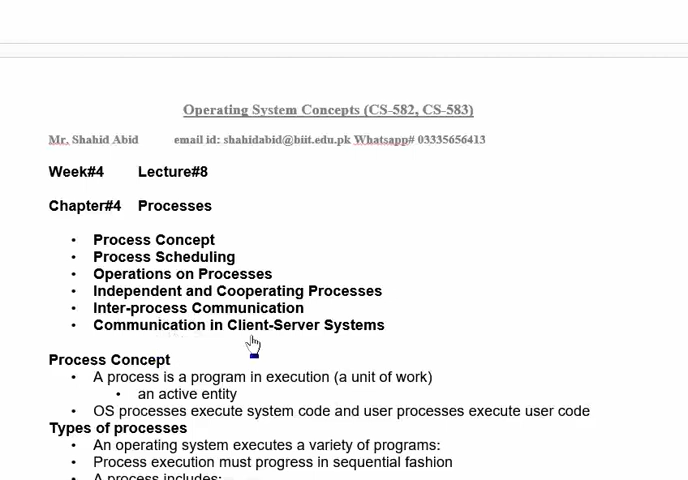 Operating System Concepts (CS-582, CS-583)
Mr. Shahid Abid email id: shahidabid@biit.edu.pk Whatsapp# 03335656413
Week#4 Lecture#8
Chapter#4 Processes
• Process Concept
• Process Scheduling
• Operations on Processes
• Independent and Cooperating Processes
• Inter-process Communication
• Communication in Client-Server Systems
Process Concept
• A process is a program in execution (a unit of work)
• an active entity
• OS processes execute system code and user processes execute user code
Types of processes
• An operating system executes a variety of programs:
• Process execution must progress in sequential fashion
• A process includes: